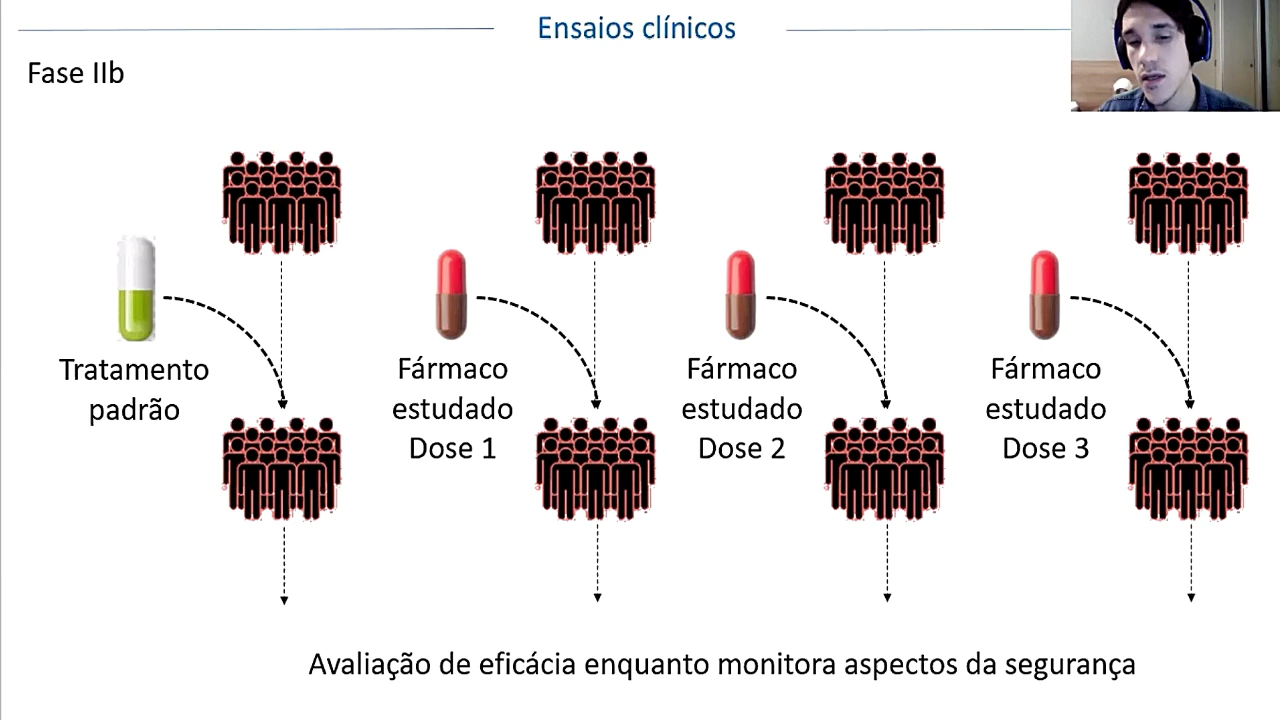 Ensaios clínicos
Fase IIb
Tratamento
padrão
Fármaco
estudado
Dose 1
Fármaco
estudado
Dose 2
Fármaco
estudado
Dose 3
Avaliação de eficácia enquanto monitora aspectos da segurança